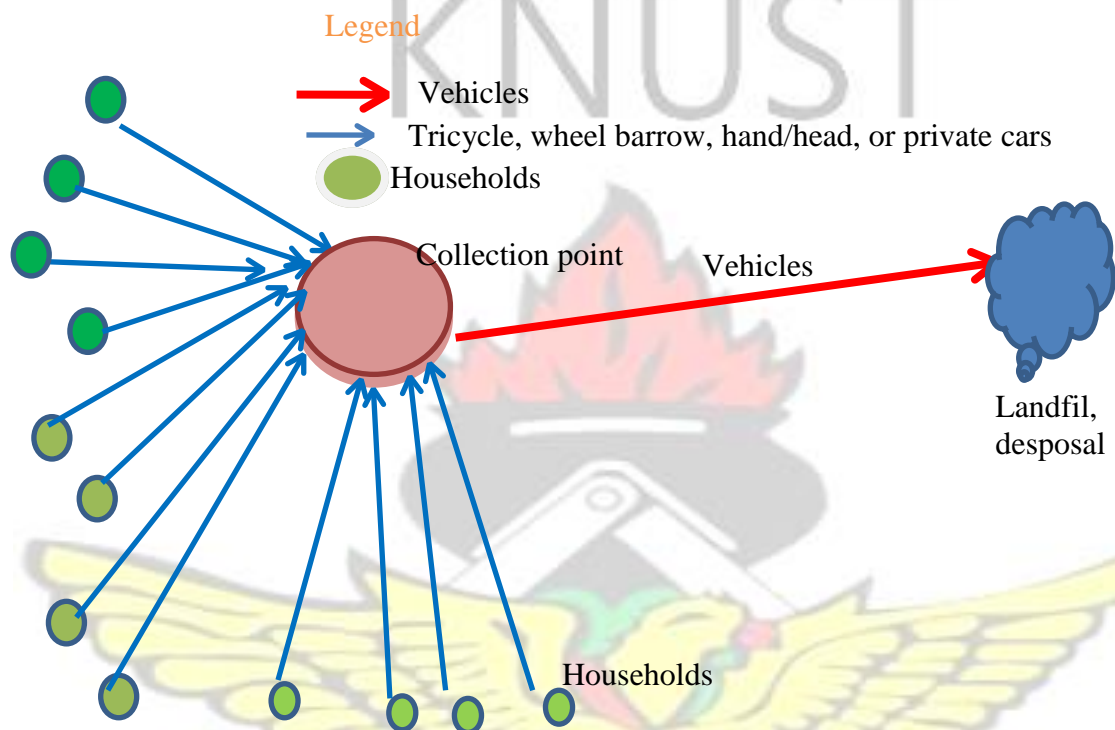 KNUST
Legend
Vehicles
Tricycle, wheel barrow, hand/head, or private cars
Households
Collection point
Vehicles
Landfil,
desposal
Households